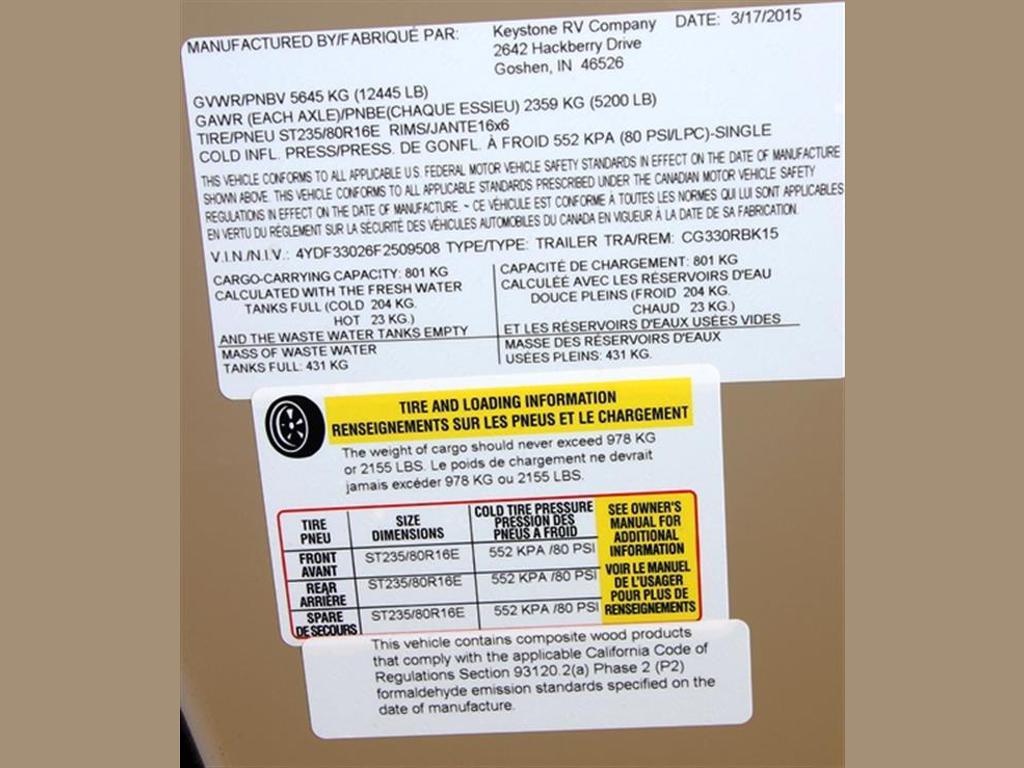 MANUFACTURED BY/FABRIQUÉ PAR: Keystone RV Company DATE: 3/17/2015
2642 Hackberry Drive
Goshen, IN 46526
GVWR/PNBV 5645 KG (12445 LB)
GAWR (EACH AXLE)/PNBE(CHAQUE ESSIEU) 2359 KG (5200 LB)
TIRE/PNEU ST235/80R16E RIMS/JANTE16x6
COLD INFL. PRESS/PRESS. DE GONFL. À FROID 552 KPA (80 PSI/LPC)-SINGLE
THIS VEHICLE CONFORMS TO ALL APPLICABLE U.S. FEDERAL MOTOR VEHICLE SAFETY STANDARDS IN EFFECT ON THE DATE OF MANUFACTURE
SHOWN ABOVE. THIS VEHICLE CONFORMS TO ALL APPLICABLE STANDARDS PRESCRIBED UNDER THE CANADIAN MOTOR VEHICLE SAFETY
REGULATIONS IN EFFECT ON THE DATE OF MANUFACTURE. ~ CE VÉHICULE EST CONFORME À TOUTES LES NORMES QUI LUI SONT APPLICABLES
EN VERTU DU RÈGLEMENT SUR LA SÉCURITÉ DES VÉHICULES AUTOMOBILES DU CANADA EN VIGUEUR À LA DATE DE SA FABRICATION.
V.I.N./N.I.V.: 4YDF33026F2509508 TYPE/TYPE: TRAILER TRA/REM: CG330RBK15
CARGO-CARRYING CAPACITY: 801 KG
CALCULATED WITH THE FRESH WATER
TANKS FULL (COLD 204 KG.
HOT 23 KG.)
AND THE WASTE WATER TANKS EMPTY
MASS OF WASTE WATER
TANKS FULL: 431 KG
CAPACITÉ DE CHARGEMENT: 801 KG
CALCULÉE AVEC LES RÉSERVOIRS D'EAU
DOUCE PLEINS (FROID 204 KG.
CHAUD 23 KG.)
ET LES RÉSERVOIRS D'EAUX USÉES VIDES
MASSE DES RÉSERVOIRS D'EAUX
USÉES PLEINS: 431 KG.
TIRE AND LOADING INFORMATION
RENSEIGNEMENTS SUR LES PNEUS ET LE CHARGEMENT
The weight of cargo should never exceed 978 KG
or 2155 LBS. Le poids de chargement ne devrait
jamais excéder 978 KG ou 2155 LBS.
TIRE
PNEU
SIZE
DIMENSIONS
COLD TIRE PRESSURE
PRESSION DES
PNEUS A FROID
FRONT
AVANT
ST235/80R16E
552 KPA /80 PSI
REAR
ARRIÈRE
ST235/80R16E
552 KPA /80 PSI
SPARE
DE SECOURS
ST235/80R16E
552 KPA /80 PSI
SEE OWNER'S
MANUAL FOR
ADDITIONAL
INFORMATION
VOIR LE MANUEL
DE L'USAGER
POUR PLUS DE
RENSEIGNEMENTS
This vehicle contains composite wood products
that comply with the applicable California Code of
Regulations Section 93120.2(a) Phase 2 (P2)
formaldehyde emission standards specified on the
date of manufacture.